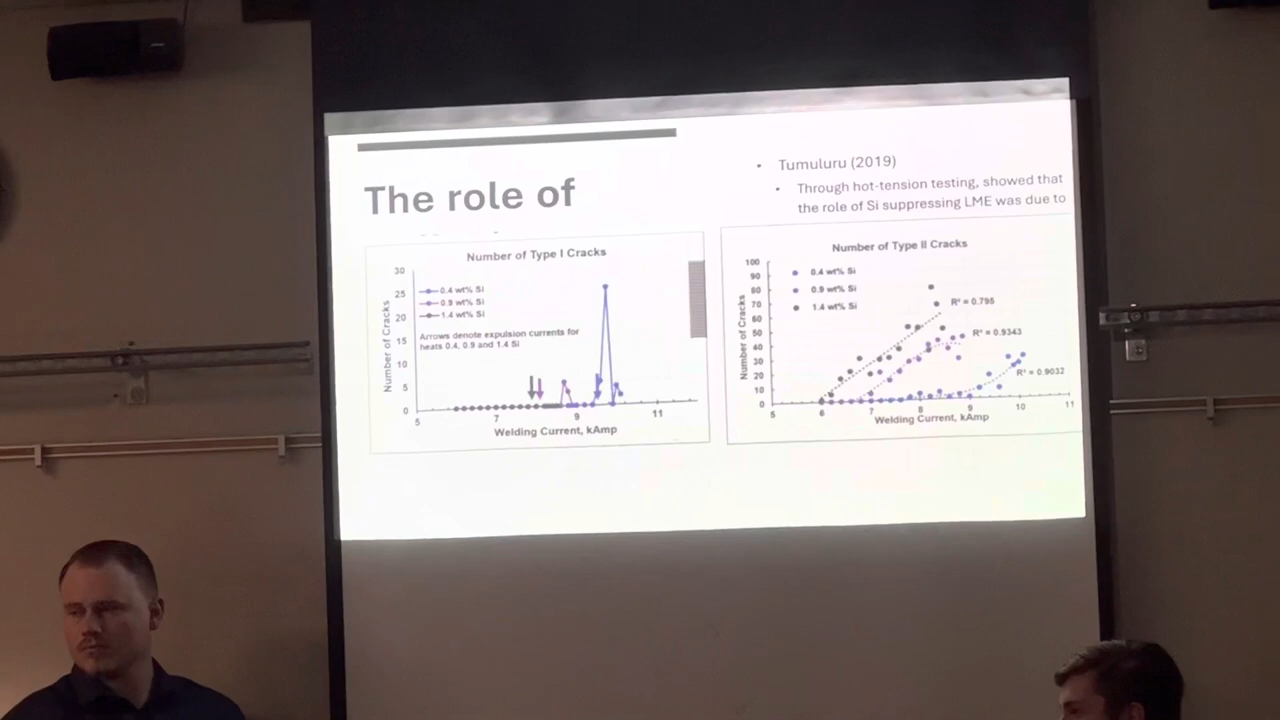 The role of
• Tumuluru (2019)
• Through hot-tension testing, showed that
the role of Si suppressing LME was due to
Number of Type I Cracks
Number of Cracks
30
25
20
15
10
5
0
0.4 wt% Si
0.9 wt% Si
1.4 wt% Si
Arrows denote expulsion currents for
heats 0.4, 0.9 and 1.4 Si
5 7 9 11
Welding Current, kAmp
Number of Type II Cracks
Number of Cracks
100
90
80
70
60
50
40
30
20
10
0
0.4 wt% Si
0.9 wt% Si
1.4 wt% Si
R² = 0.795
R² = 0.9343
R² = 0.9032
5 6 7 8 9 10 11
Welding Current, kAmp